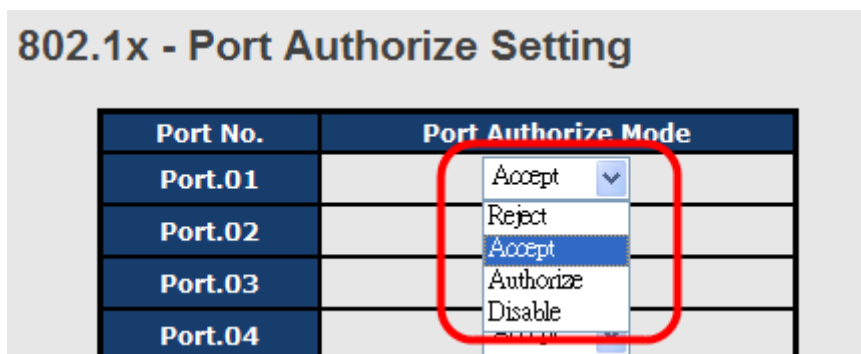 802.1x - Port Authorize Setting
Port No. Port Authorize Mode
Port.01 Accept
Reject
Port.02
Accept
Port.03 Authorize
Disable
Port.04